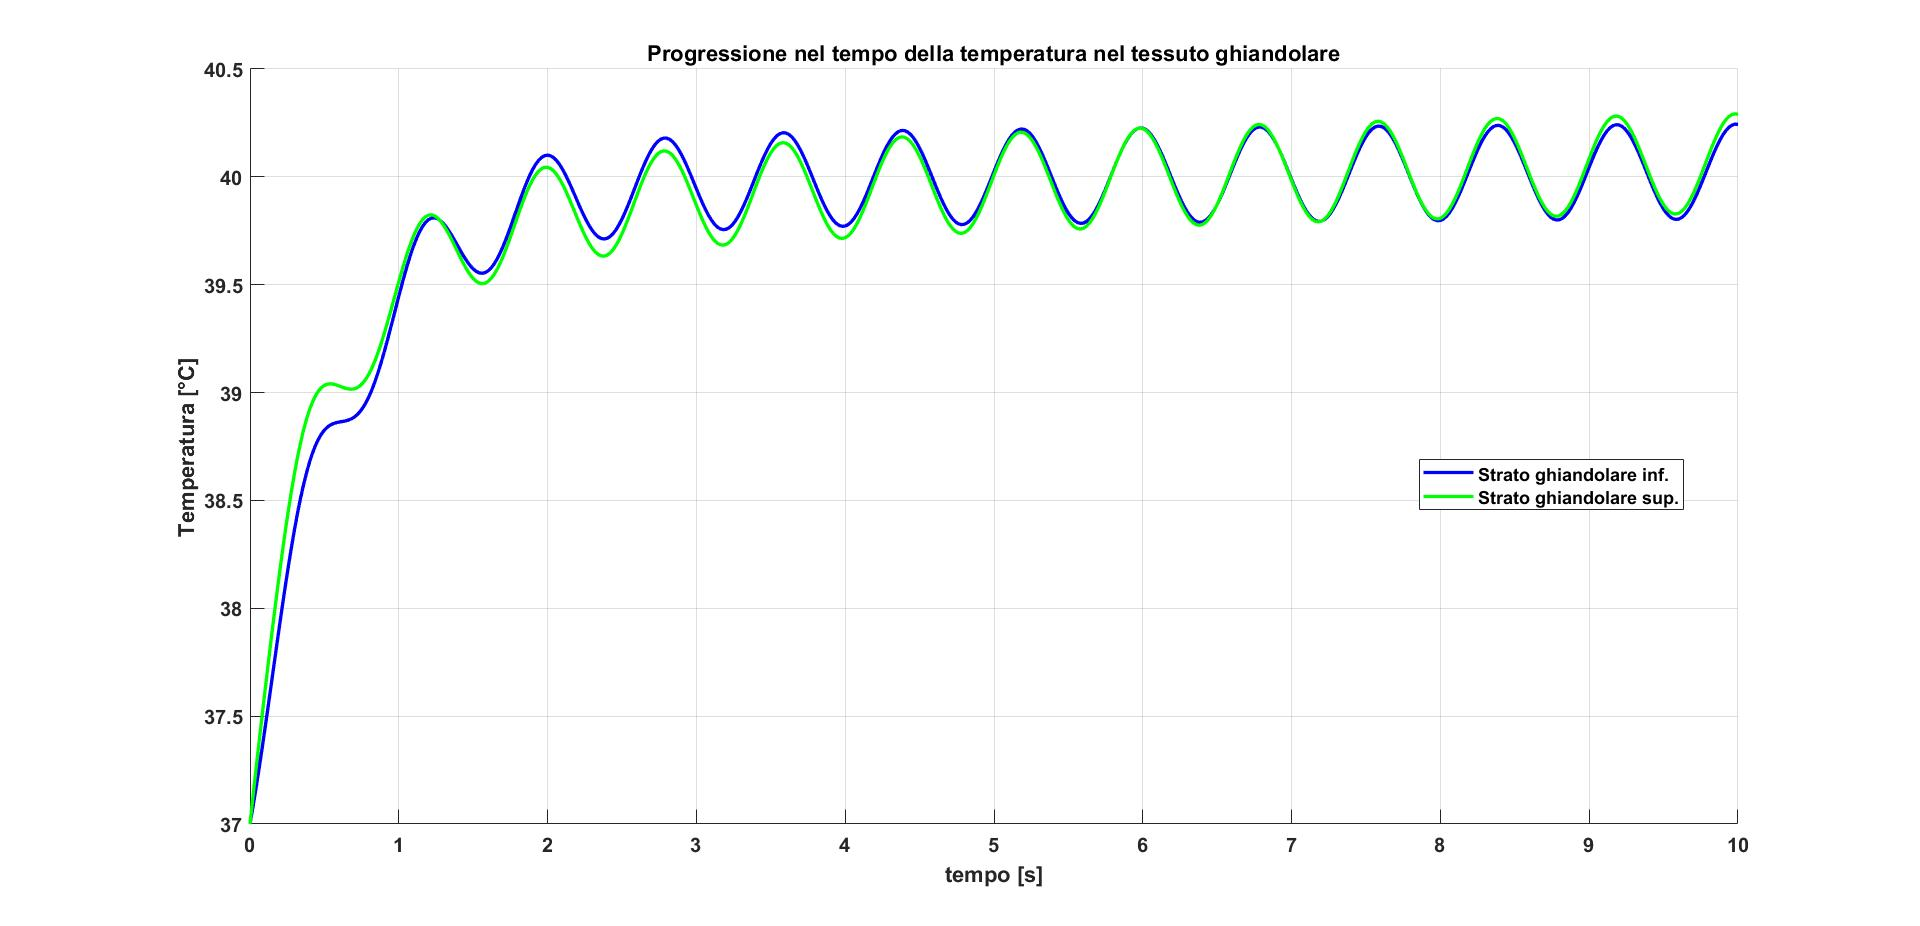 Progressione nel tempo della temperatura nel tessuto ghiandolare
40.5
40
39.5
39
38.5
38
37.5
37
Temperatura [°C]
Strato ghiandolare inf.
Strato ghiandolare sup.
0 1 2 3 4 5 6 7 8 9 10
tempo [s]